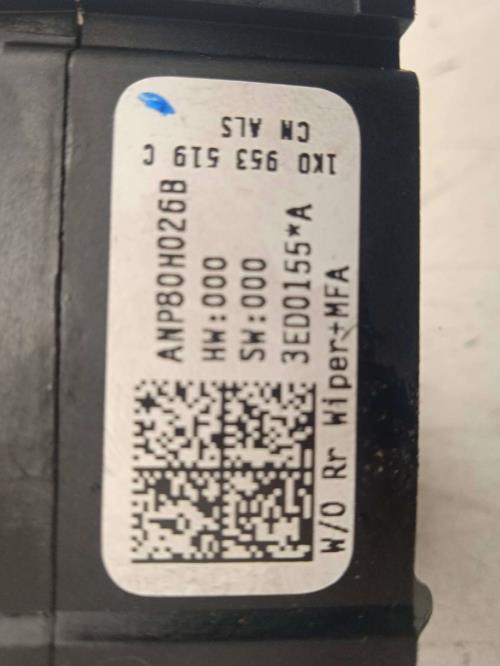 1K0 953 519 C
CN ALS
ANP80H026B
HW:000
SW:000
3ED0155*A
W/O Rr Wiper+MFA